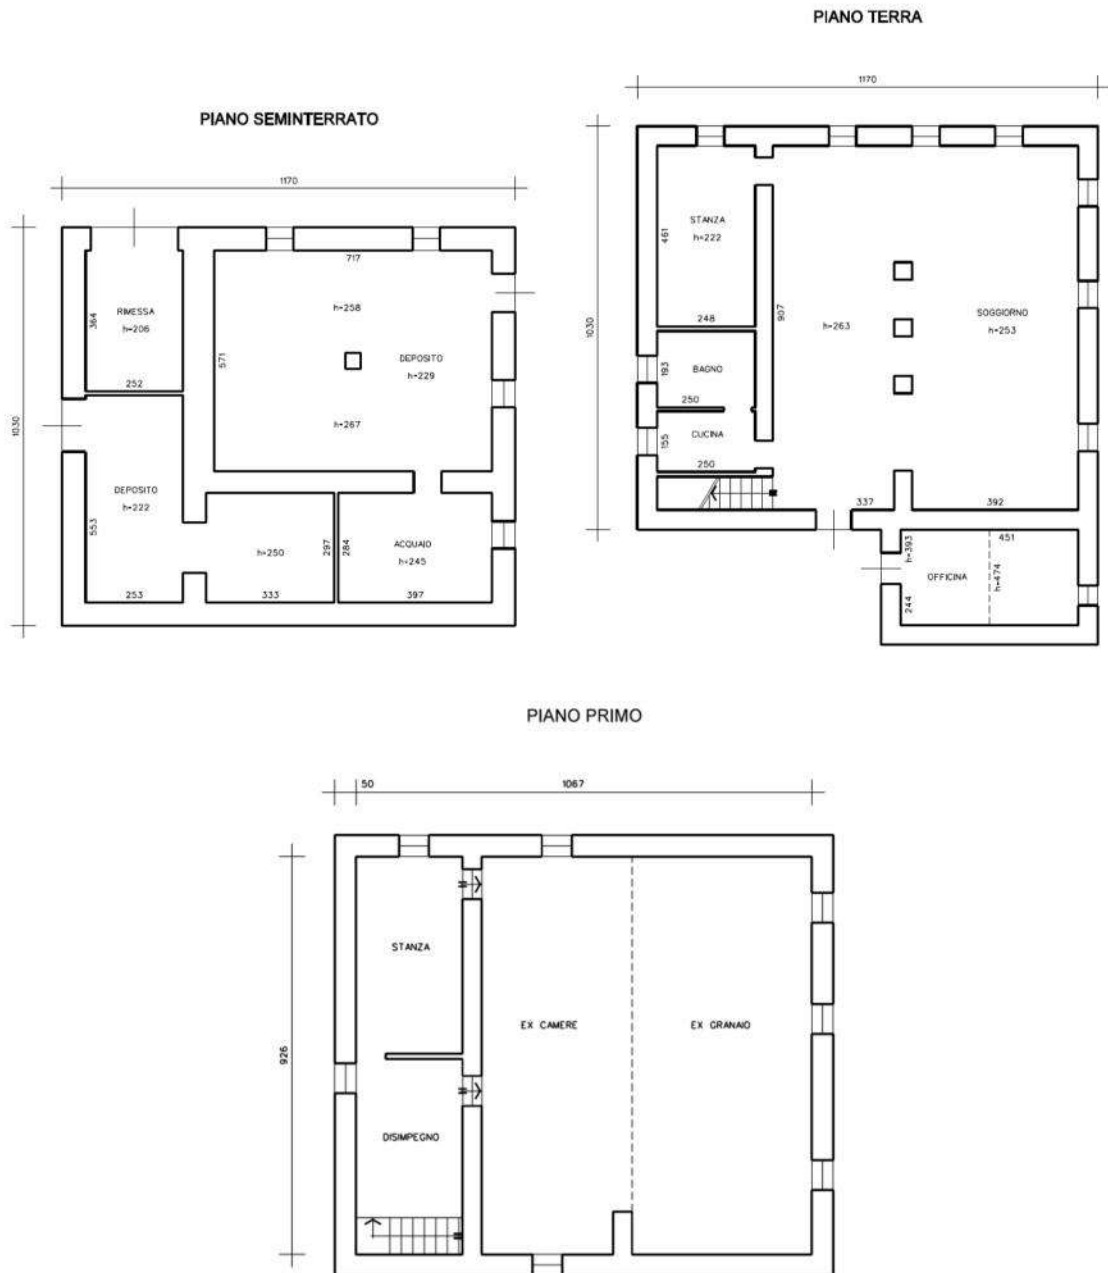 PIANO TERRA
1170
PIANO SEMINTERRATO
1170
1030
717
RIMESSA
h=206
364
252
h=258
571
DEPOSITO
h=229
h=267
DEPOSITO
h=222
553
253
h=250
297
333
284
ACQUAIO
h=245
397
1030
STANZA
h=222
461
248
907
h=263
SOGGIORNO
h=253
193
BAGNO
250
155
CUCINA
250
337
392
h=393
451
OFFICINA
h=474
244
PIANO PRIMO
50
1067
926
STANZA
EX CAMERE
EX GRANAIO
DISIMPEGNO